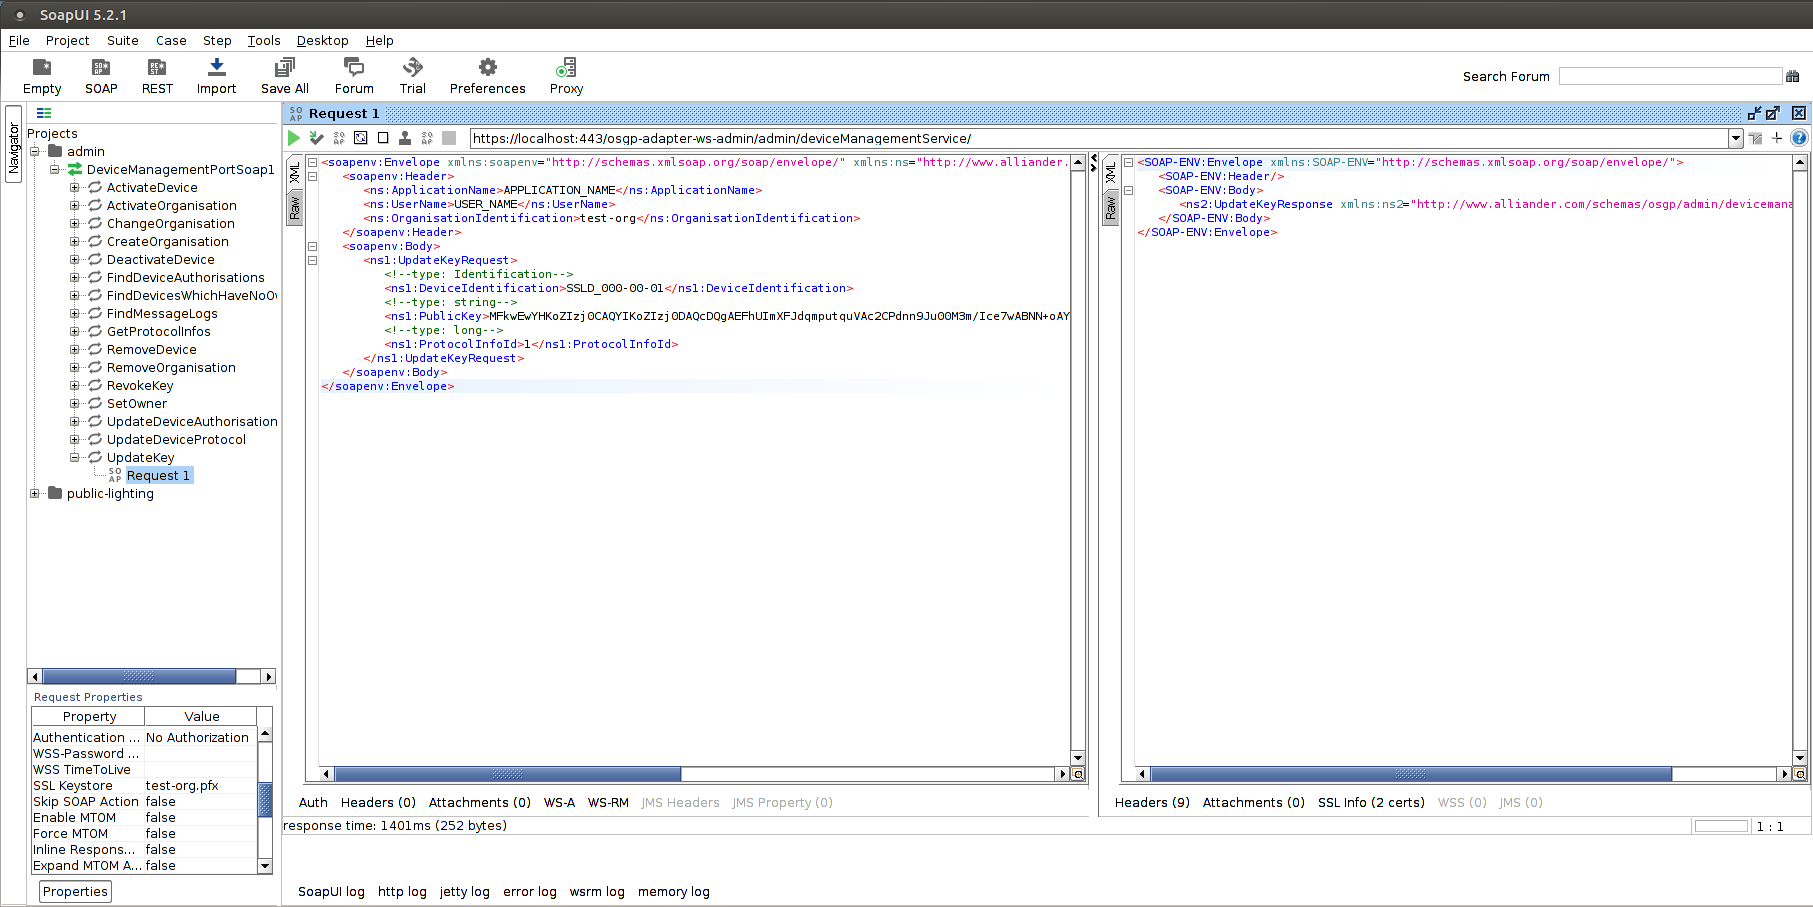 SoapUI 5.2.1
File Project Suite Case Step Tools Desktop Help
Empty SOAP REST Import Save All Forum Trial Preferences Proxy
Search Forum
Navigator
Projects
admin
DeviceManagementPortSoap1
ActivateDevice
ActivateOrganisation
ChangeOrganisation
CreateOrganisation
DeactivateDevice
FindDeviceAuthorisations
FindDevicesWhichHaveNoOw
FindMessageLogs
GetProtocolInfos
RemoveDevice
RemoveOrganisation
RevokeKey
SetOwner
UpdateDeviceAuthorisation
UpdateDeviceProtocol
UpdateKey
SO AP Request 1
public-lighting
Request Properties
Property Value
Authentication ... No Authorization
WSS-Password ...
WSS TimeToLive
SSL Keystore test-org.pfx
Skip SOAP Action false
Enable MTOM false
Force MTOM false
Inline Respons... false
Expand MTOM A... false
Properties
SO AP Request 1
https://localhost:443/osgp-adapter-ws-admin/admin/deviceManagementService/
XML
Raw
<soapenv:Envelope xmlns:soapenv="http://schemas.xmlsoap.org/soap/envelope/" xmlns:ns="http://www.alliander.
<soapenv:Header>
<ns:ApplicationName>APPLICATION_NAME</ns:ApplicationName>
<ns:UserName>USER_NAME</ns:UserName>
<ns:OrganisationIdentification>test-org</ns:OrganisationIdentification>
</soapenv:Header>
<soapenv:Body>
<ns1:UpdateKeyRequest>
<!--type: Identification-->
<ns1:DeviceIdentification>SSLD_000-00-01</ns1:DeviceIdentification>
<!--type: string-->
<ns1:PublicKey>MFkwEwYHKoZIzj0CAQYIKoZIzj0DAQcDQgAEFhUImXFJdqmputquVAc2CPdnn9Ju00M3m/Ice7wABNN+oAY
<!--type: long-->
<ns1:ProtocolInfoId>1</ns1:ProtocolInfoId>
</ns1:UpdateKeyRequest>
</soapenv:Body>
</soapenv:Envelope>
Auth Headers (0) Attachments (0) WS-A WS-RM JMS Headers JMS Property (0)
XML
Raw
<SOAP-ENV:Envelope xmlns:SOAP-ENV="http://schemas.xmlsoap.org/soap/envelope/">
<SOAP-ENV:Header/>
<SOAP-ENV:Body>
<ns2:UpdateKeyResponse xmlns:ns2="http://www.alliander.com/schemas/osgp/admin/devicemana
</SOAP-ENV:Body>
</SOAP-ENV:Envelope>
Headers (9) Attachments (0) SSL Info (2 certs) WSS (0) JMS (0)
response time: 1401ms (252 bytes)
1 : 1
SoapUI log http log jetty log error log wsrm log memory log